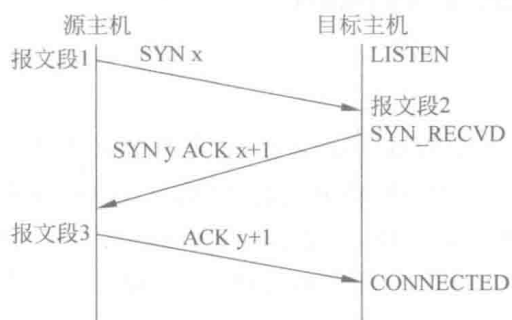 源主机 目标主机
报文段1 SYN x LISTEN
报文段2
SYN_RECVD
SYN y ACK x+1
报文段3 ACK y+1
CONNECTED